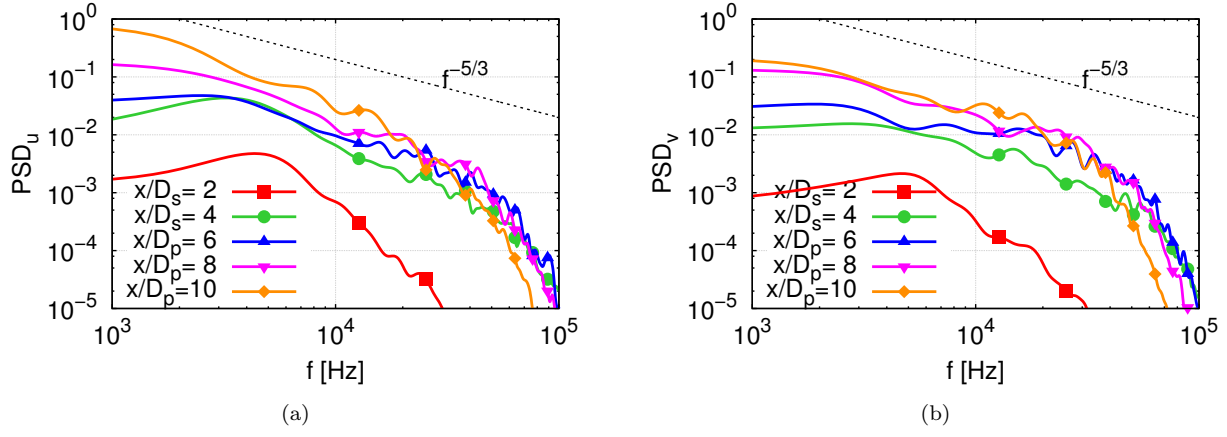 10^0
10^-1
10^-2
10^-3
10^-4
10^-5
PSD_u
f^-5/3
x/D_s= 2
x/D_s= 4
x/D_p= 6
x/D_p= 8
x/D_p=10
10^3
10^4
10^5
f [Hz]
(a)
10^0
10^-1
10^-2
10^-3
10^-4
10^-5
PSD_v
f^-5/3
x/D_s= 2
x/D_s= 4
x/D_p= 6
x/D_p= 8
x/D_p=10
10^3
10^4
10^5
f [Hz]
(b)